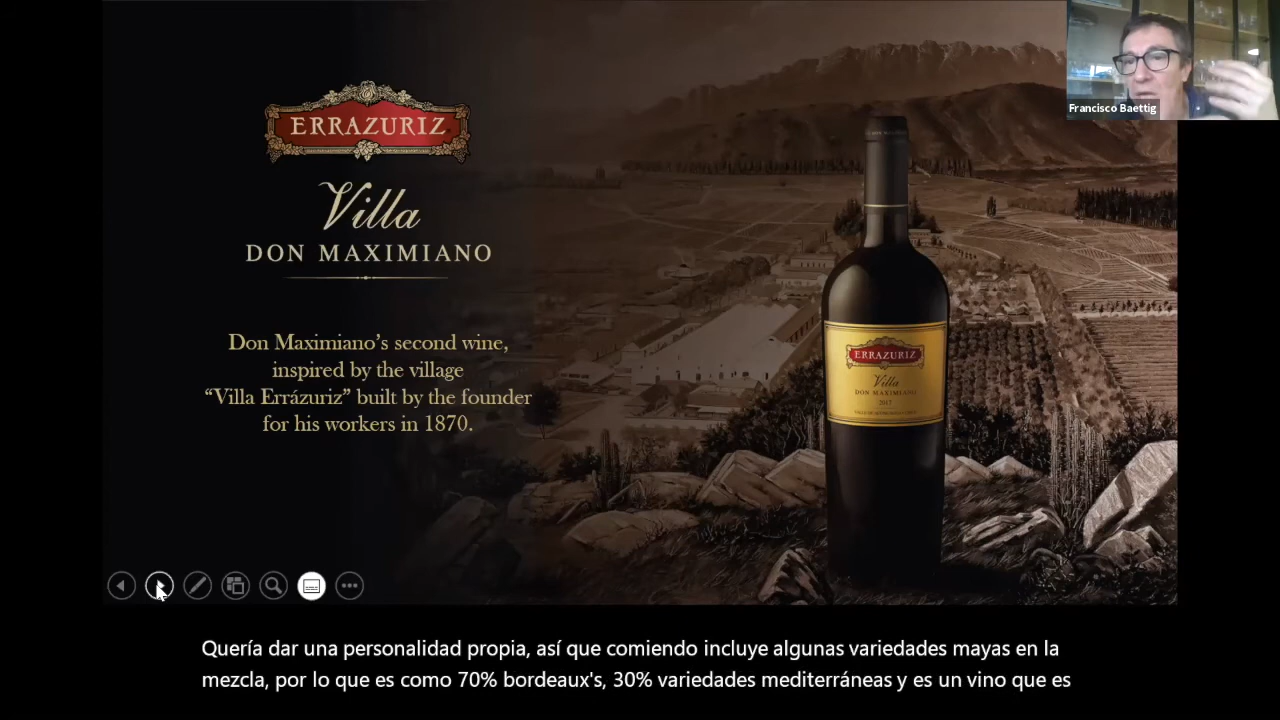 Francisco Baettig
ERRAZURIZ
Villa
DON MAXIMIANO
Don Maximiano's second wine,
inspired by the village
“Villa Errázuriz” built by the founder
for his workers in 1870.
ERRAZURIZ
Villa
DON MAXIMIANO
2017
Quería dar una personalidad propia, así que comiendo incluye algunas variedades mayas en la
mezcla, por lo que es como 70% bordeaux's, 30% variedades mediterráneas y es un vino que es